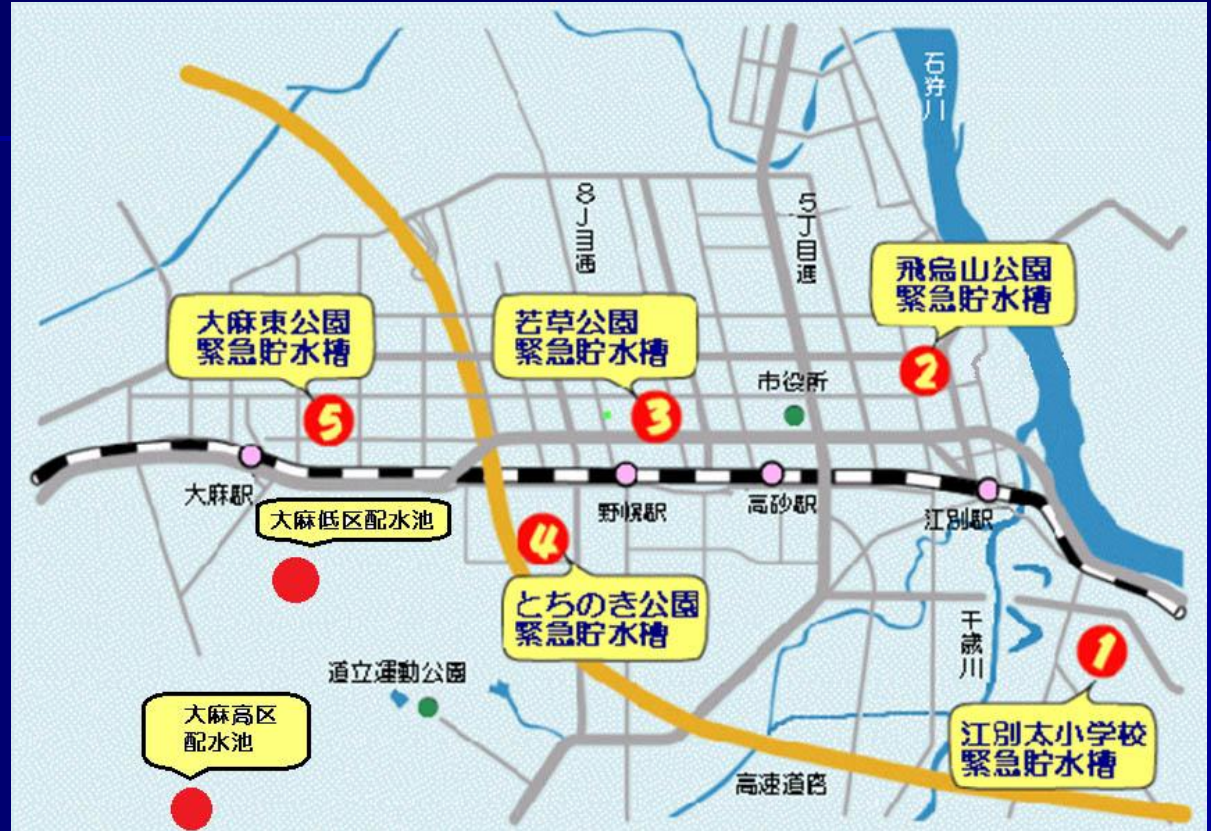 石狩川
8丁目通
5丁目通
飛烏山公園
緊急貯水槽
大麻東公園
緊急貯水槽
若草公園
緊急貯水槽
2
市役所
5
3
大麻駅
野幌駅
高砂駅
江別駅
大麻低区配水池
4
とちのき公園
緊急貯水槽
千歳川
1
道立運動公園
大麻高区
配水池
江別太小学校
緊急貯水槽
高速道路